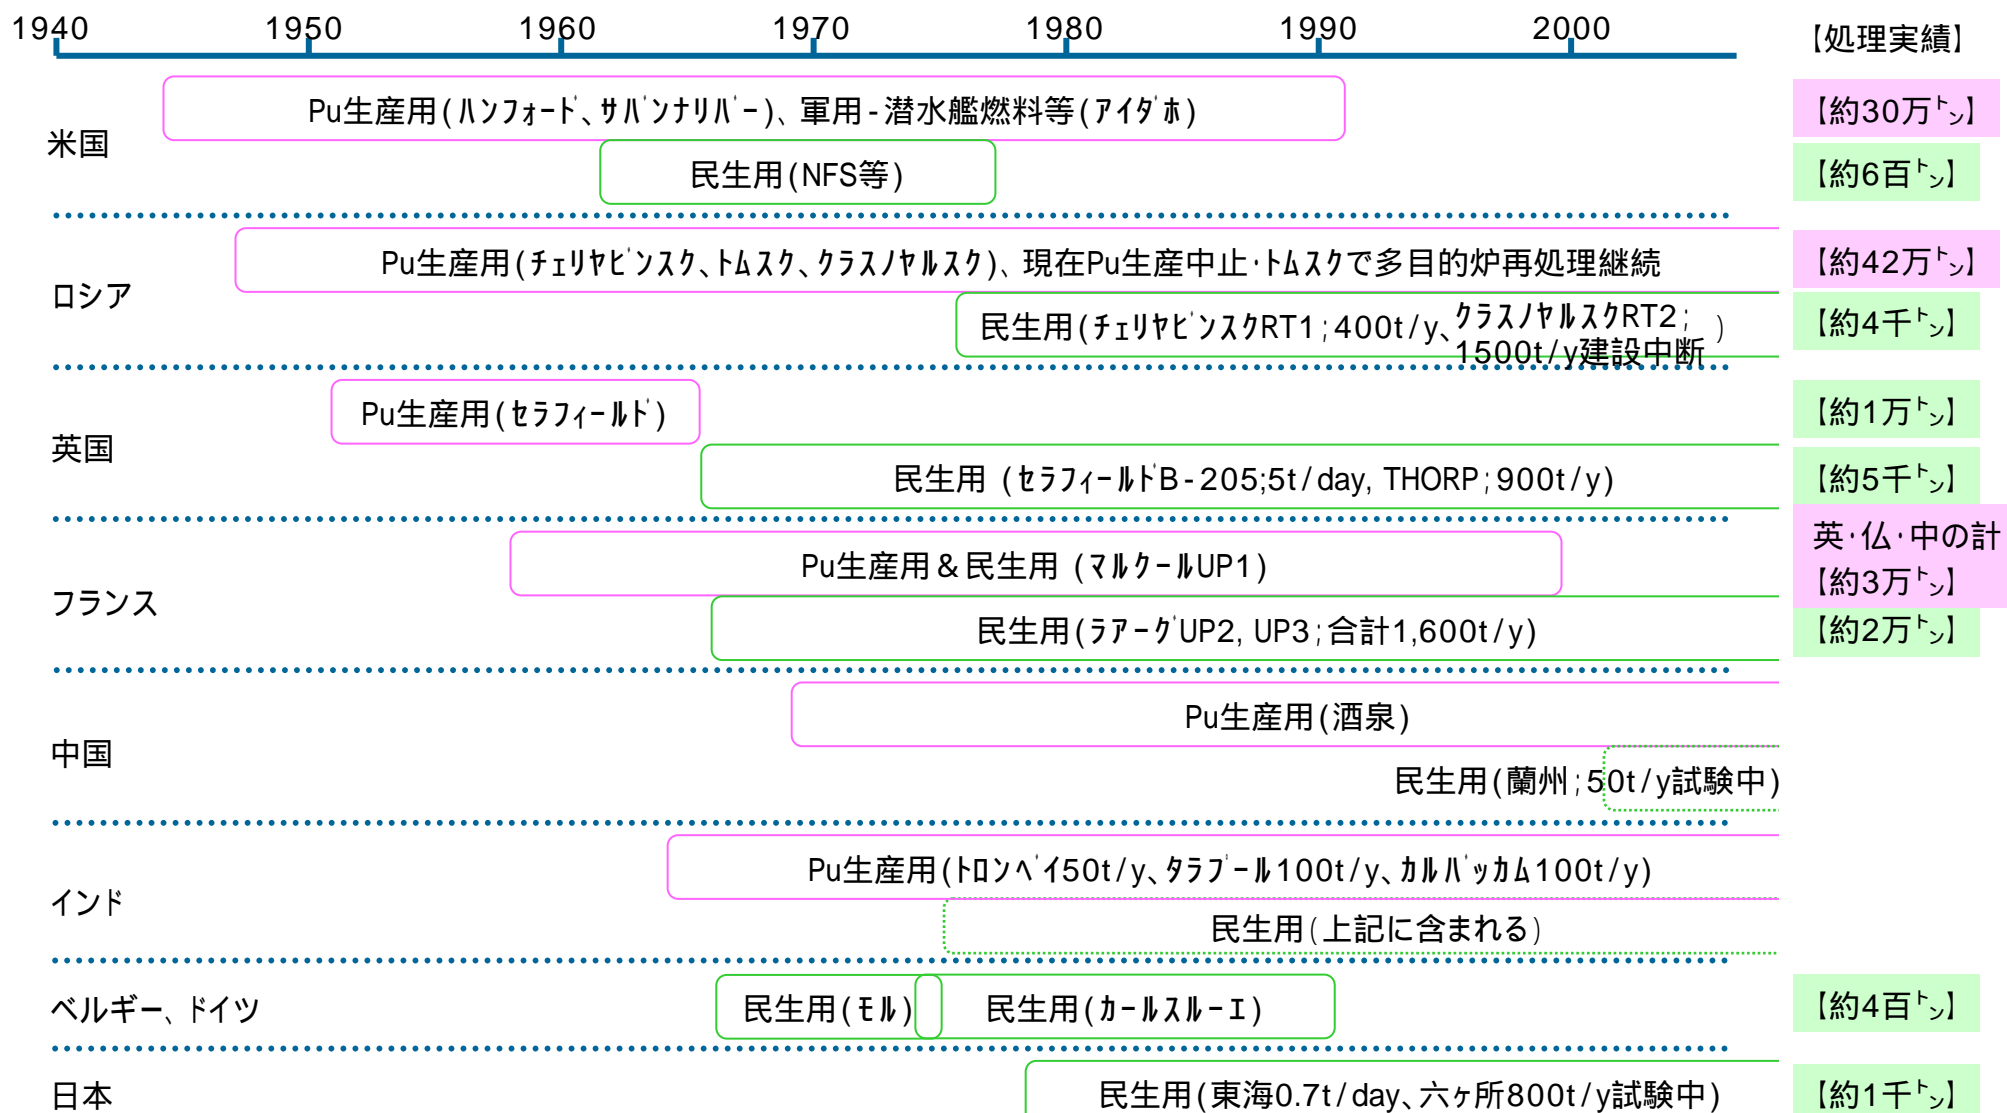 1940 1950 1960 1970 1980 1990 2000 【処理実績】
Pu生産用(ﾊﾝﾌｫｰﾄﾞ、ｻﾊﾞﾝﾅﾘﾊﾞｰ)、軍用-潜水艦燃料等(ｱｲﾀﾞﾎ) 【約30万㌧】
米国
民生用(NFS等) 【約6百㌧】
Pu生産用(ﾁｪﾘﾔﾋﾞﾝｽｸ、ﾄﾑｽｸ、ｸﾗｽﾉﾔﾙｽｸ)、現在Pu生産中止・ﾄﾑｽｸで多目的炉再処理継続 【約42万㌧】
ロシア
民生用(ﾁｪﾘﾔﾋﾞﾝｽｸRT1;400t/y、ｸﾗｽﾉﾔﾙｽｸRT2; ) 【約4千㌧】
1500t/y建設中断
Pu生産用(ｾﾗﾌｨｰﾙﾄﾞ) 【約1万㌧】
英国
民生用 (ｾﾗﾌｨｰﾙﾄﾞB-205;5t/day, THORP;900t/y) 【約5千㌧】
英・仏・中の計
Pu生産用＆民生用 (ﾏﾙｸｰﾙUP1) 【約3万㌧】
フランス
民生用(ﾗｱｰｸﾞUP2, UP3;合計1,600t/y) 【約2万㌧】
Pu生産用(酒泉)
中国
民生用(蘭州;50t/y試験中)
Pu生産用(ﾄﾛﾝﾍﾞｲ50t/y、ﾀﾗﾌﾟｰﾙ100t/y、ｶﾙﾊﾟｯｶﾑ100t/y)
インド
民生用(上記に含まれる)
ベルギー、ドイツ 民生用(ﾓﾙ) 民生用(ｶｰﾙｽﾙｰｴ) 【約4百㌧】
日本 民生用(東海0.7t/day、六ヶ所800t/y試験中) 【約1千㌧】